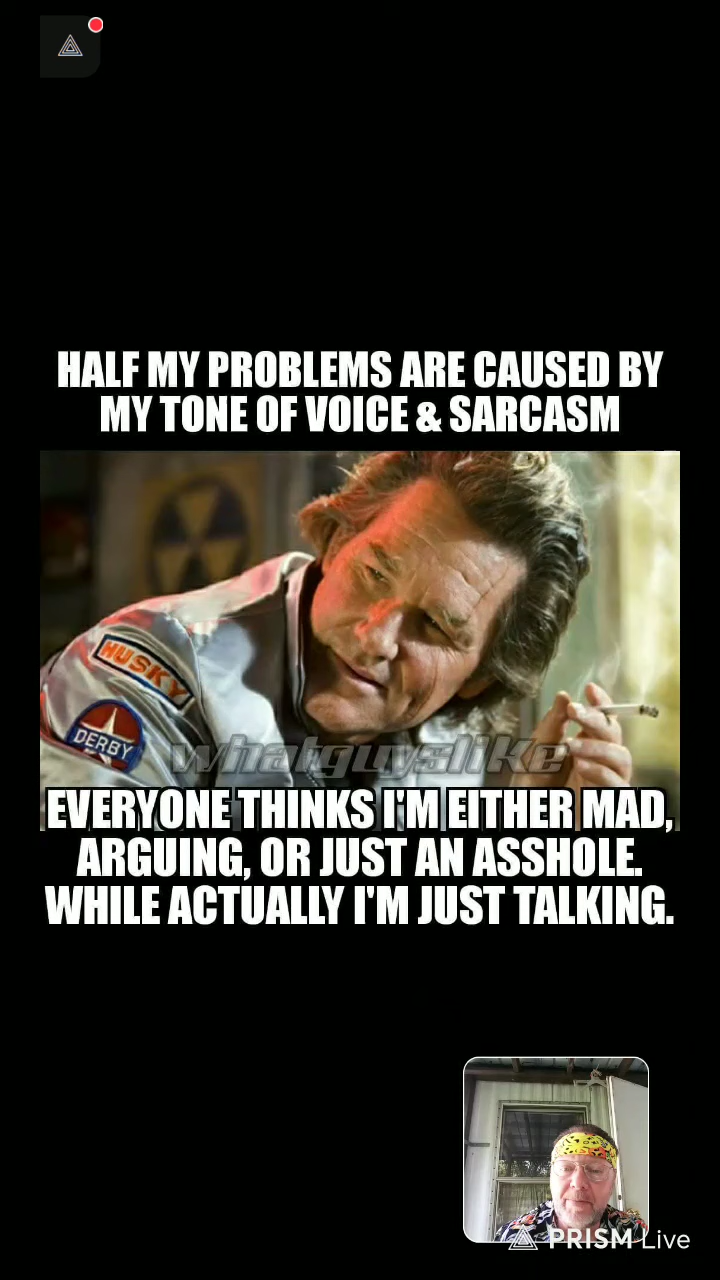 HALF MY PROBLEMS ARE CAUSED BY
MY TONE OF VOICE & SARCASM
HUSKY
DERBY
whatguyslike
EVERYONE THINKS I'M EITHER MAD,
ARGUING, OR JUST AN ASSHOLE.
WHILE ACTUALLY I'M JUST TALKING.
PRISM Live